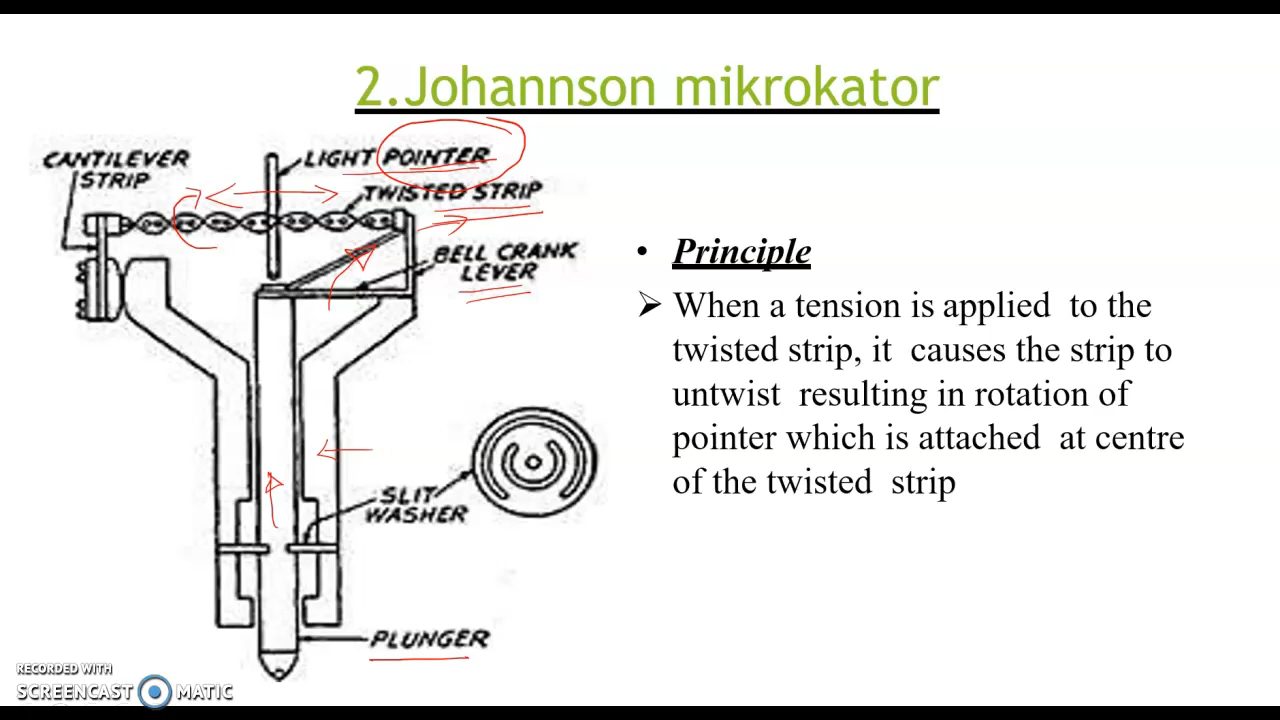 2.Johannson mikrokator
CANTILEVER
STRIP
LIGHT POINTER
TWISTED STRIP
BELL CRANK
LEVER
SLIT
WASHER
PLUNGER
• Principle
➢ When a tension is applied to the
twisted strip, it causes the strip to
untwist resulting in rotation of
pointer which is attached at centre
of the twisted strip
RECORDED WITH
SCREENCAST MATIC